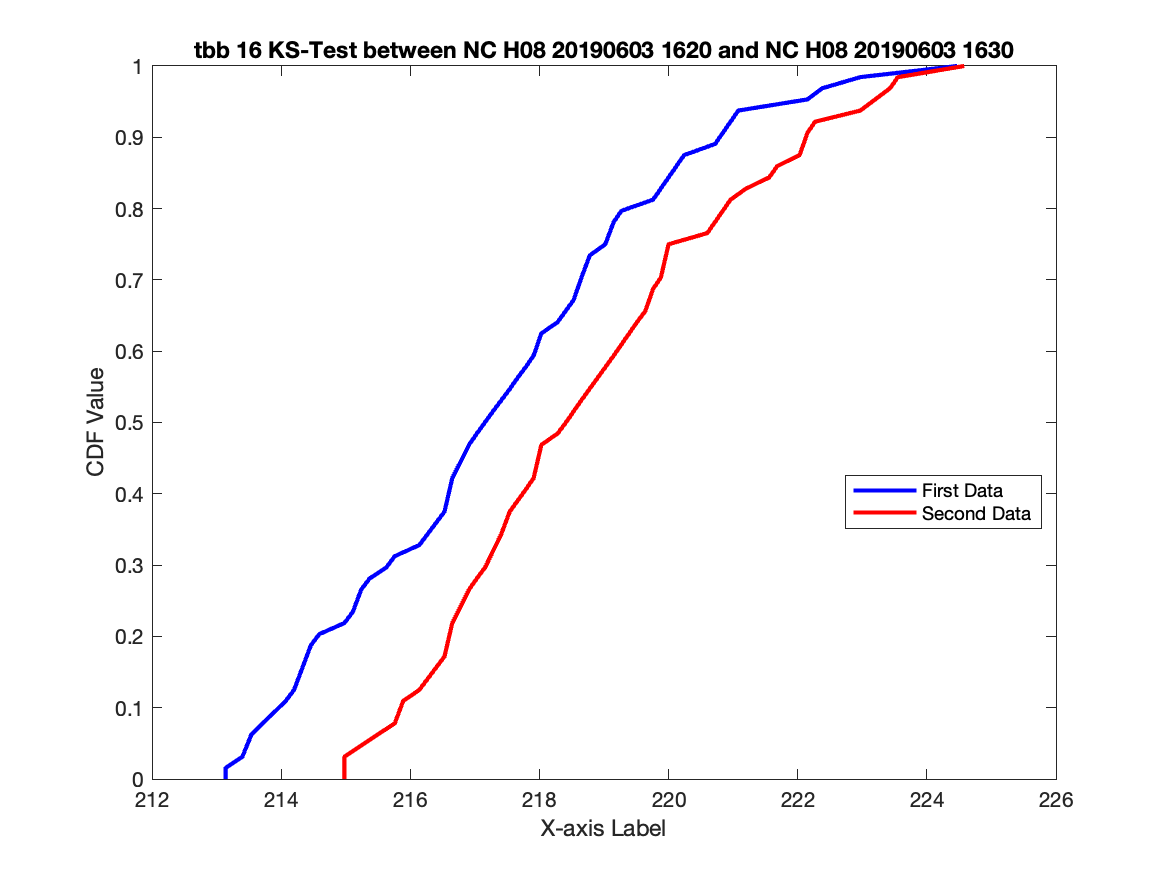 tbb 16 KS-Test between NC H08 20190603 1620 and NC H08 20190603 1630
1
0.9
0.8
0.7
0.6
0.5
0.4
0.3
0.2
0.1
0
CDF Value
First Data
Second Data
212 214 216 218 220 222 224 226
X-axis Label